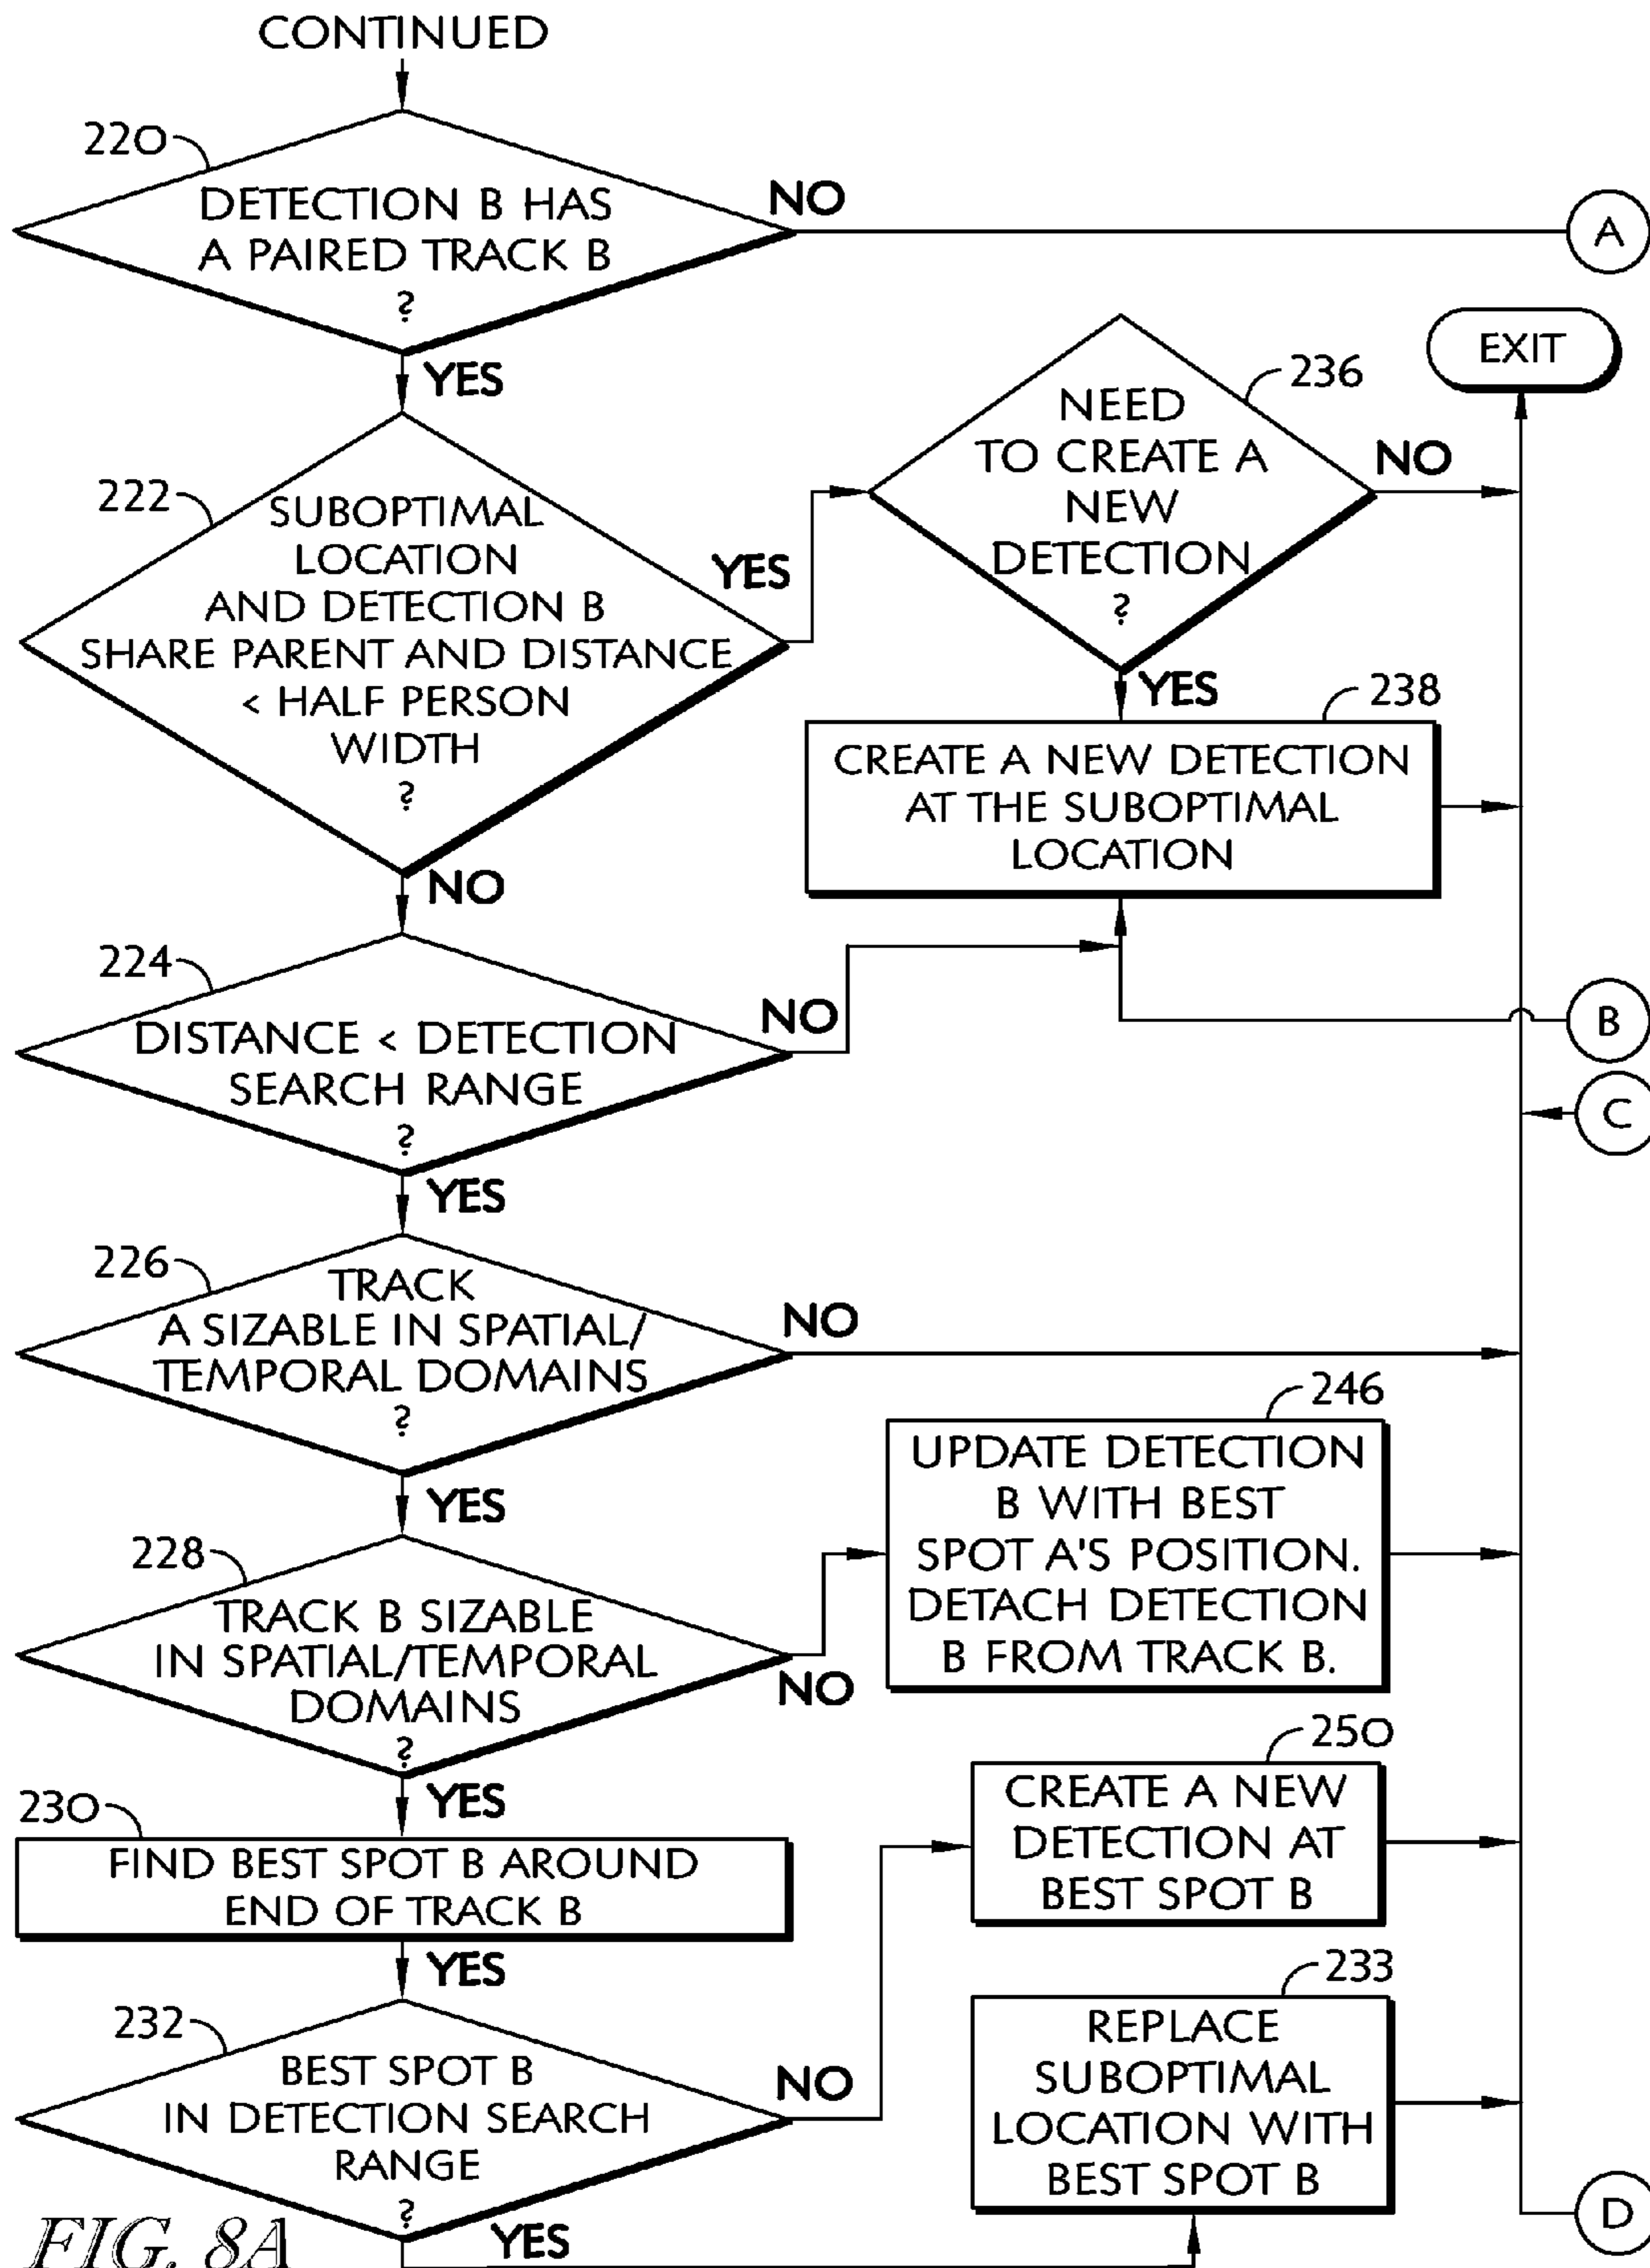 CONTINUED
220
DETECTION B HAS
A PAIRED TRACK B
?
NO
A
YES
EXIT
222
SUBOPTIMAL
LOCATION
AND DETECTION B
SHARE PARENT AND DISTANCE
< HALF PERSON
WIDTH
?
YES
NO
236
NEED
TO CREATE A
NEW
DETECTION
?
NO
YES
238
CREATE A NEW DETECTION
AT THE SUBOPTIMAL
LOCATION
224
DISTANCE < DETECTION
SEARCH RANGE
?
NO
YES
B
C
226
TRACK
A SIZABLE IN SPATIAL/
TEMPORAL DOMAINS
?
NO
YES
228
TRACK B SIZABLE
IN SPATIAL/TEMPORAL
DOMAINS
?
NO
YES
246
UPDATE DETECTION
B WITH BEST
SPOT A'S POSITION.
DETACH DETECTION
B FROM TRACK B.
230
FIND BEST SPOT B AROUND
END OF TRACK B
YES
250
CREATE A NEW
DETECTION AT
BEST SPOT B
232
BEST SPOT B
IN DETECTION SEARCH
RANGE
?
NO
YES
233
REPLACE
SUBOPTIMAL
LOCATION WITH
BEST SPOT B
D
FIG. 8A